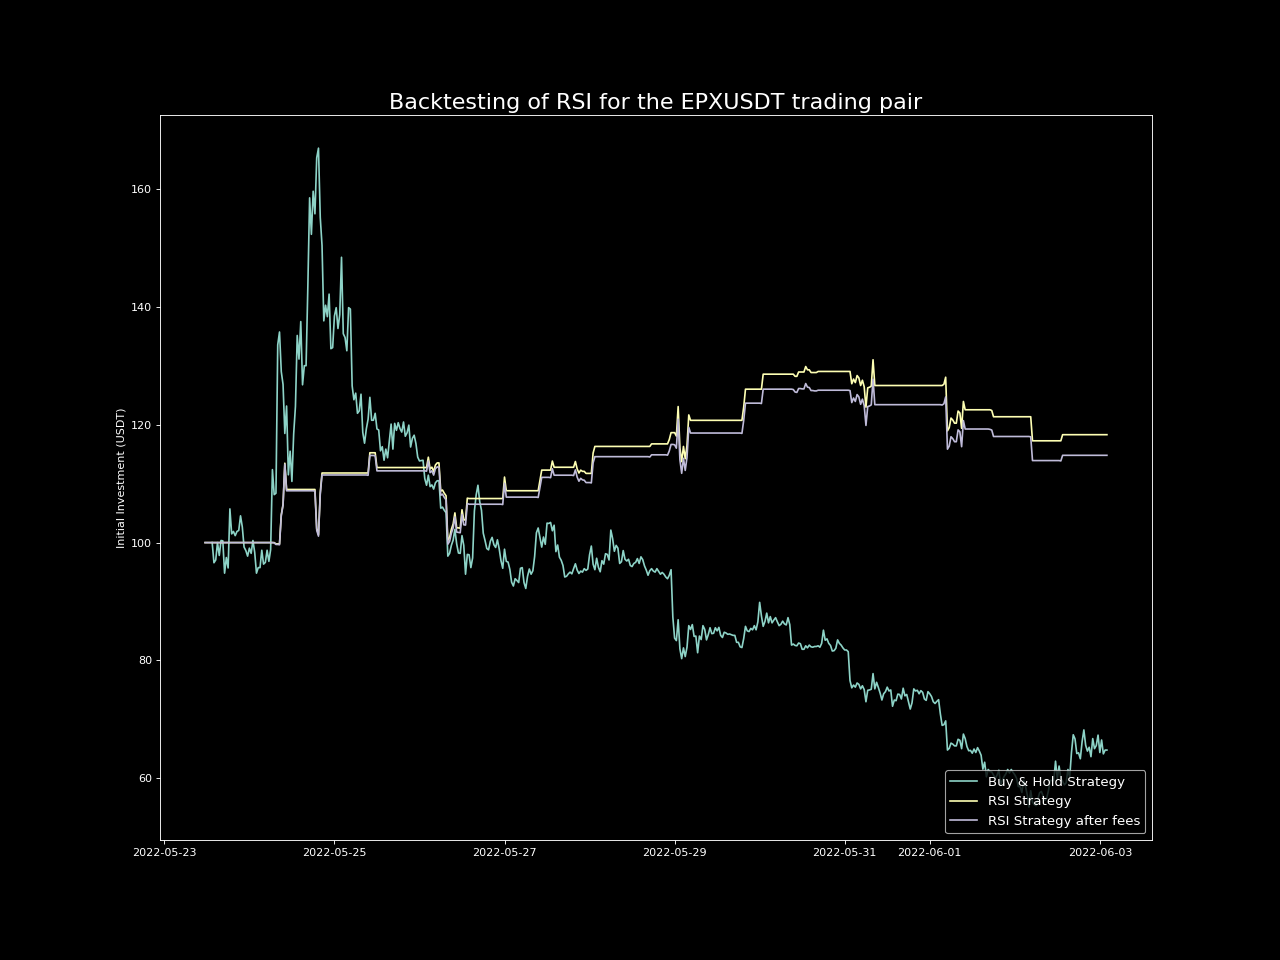 Backtesting of RSI for the EPXUSDT trading pair
Initial Investment (USDT)
160
140
120
100
80
60
2022-05-23
2022-05-25
2022-05-27
2022-05-29
2022-05-31
2022-06-01
2022-06-03
Buy & Hold Strategy
RSI Strategy
RSI Strategy after fees